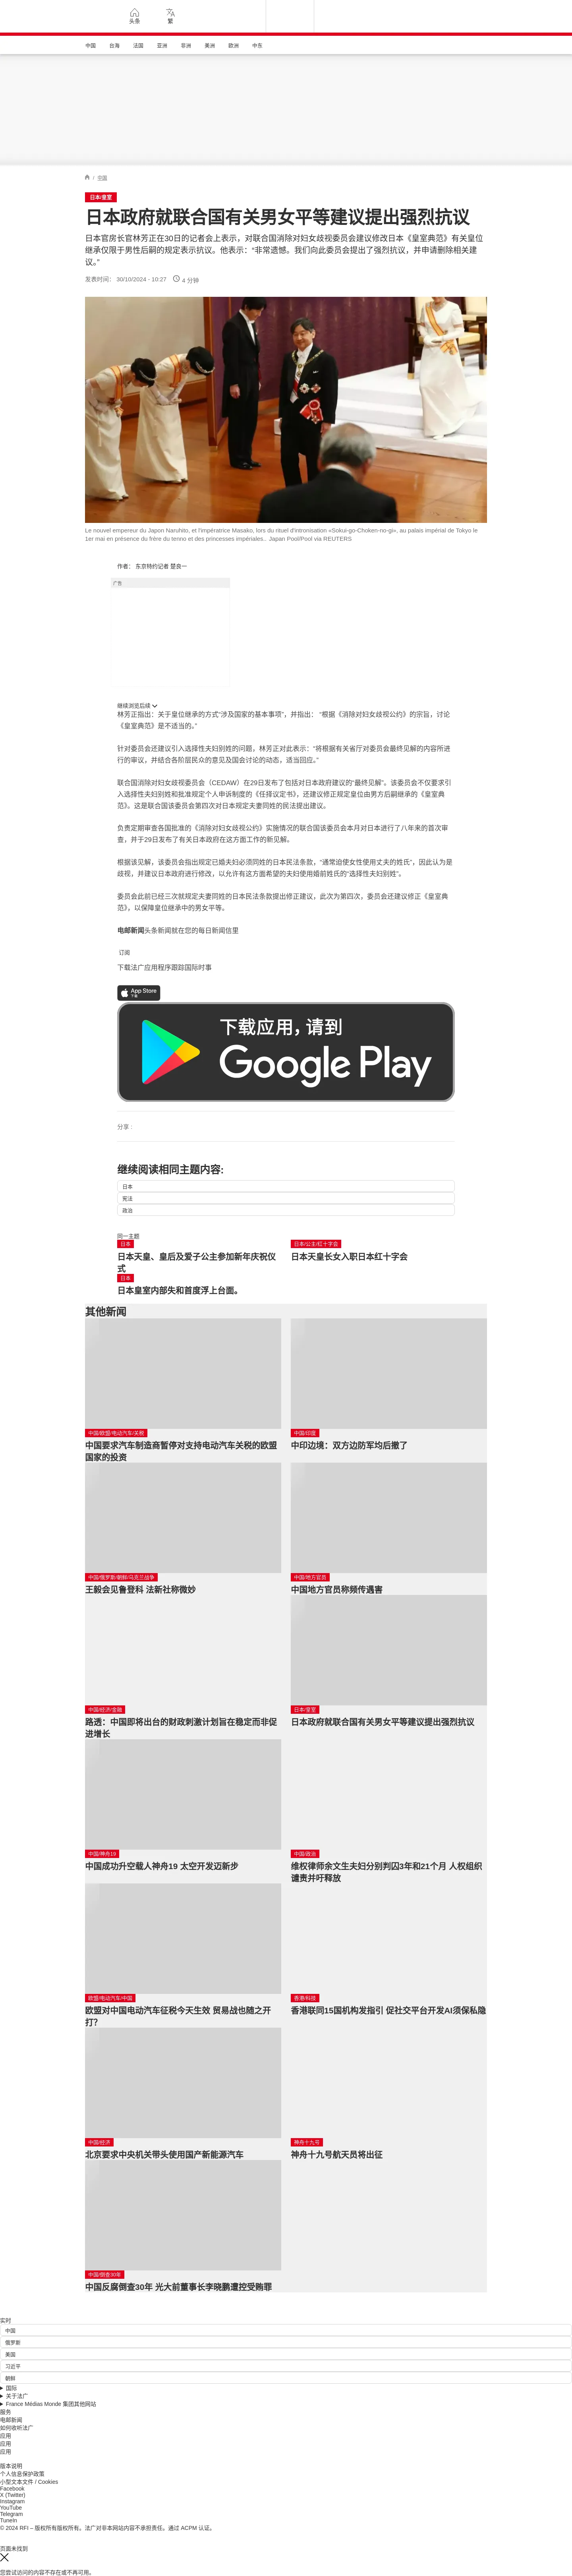 头条
繁
中国
台海
法国
亚洲
非洲
美洲
欧洲
中东
/ 中国
日本/皇室
日本政府就联合国有关男女平等建议提出强烈抗议
日本官房长官林芳正在30日的记者会上表示，对联合国消除对妇女歧视委员会建议修改日本《皇室典范》有关皇位
继承仅限于男性后嗣的规定表示抗议。他表示：“非常遗憾。我们向此委员会提出了强烈抗议，并申请删除相关建
议。”
发表时间： 30/10/2024 - 10:27
4 分钟
Le nouvel empereur du Japon Naruhito, et l'impératrice Masako, lors du rituel d'intronisation «Sokui-go-Choken-no-gi», au palais impérial de Tokyo le
1er mai en présence du frère du tenno et des princesses impériales.. Japan Pool/Pool via REUTERS
作者： 东京特约记者 楚良一
广告
继续浏览后续
林芳正指出：关于皇位继承的方式“涉及国家的基本事项”，并指出： “根据《消除对妇女歧视公约》的宗旨，讨论
《皇室典范》是不适当的。”
针对委员会还建议引入选择性夫妇别姓的问题，林芳正对此表示：“将根据有关省厅对委员会最终见解的内容所进
行的审议，并结合各阶层民众的意见及国会讨论的动态，适当回应。”
联合国消除对妇女歧视委员会（CEDAW）在29日发布了包括对日本政府建议的“最终见解”。该委员会不仅要求引
入选择性夫妇别姓和批准规定个人申诉制度的《任择议定书》，还建议修正规定皇位由男方后嗣继承的《皇室典
范》。这是联合国该委员会第四次对日本规定夫妻同姓的民法提出建议。
负责定期审查各国批准的《消除对妇女歧视公约》实施情况的联合国该委员会本月对日本进行了八年来的首次审
查，并于29日发布了有关日本政府在这方面工作的新见解。
根据该见解，该委员会指出规定已婚夫妇必须同姓的日本民法条款，“通常迫使女性使用丈夫的姓氏”，因此认为是
歧视，并建议日本政府进行修改，以允许有这方面希望的夫妇使用婚前姓氏的“选择性夫妇别姓”。
委员会此前已经三次就规定夫妻同姓的日本民法条款提出修正建议，此次为第四次，委员会还建议修正《皇室典
范》，以保障皇位继承中的男女平等。
电邮新闻头条新闻就在您的每日新闻信里
订阅
下载法广应用程序跟踪国际时事
App Store
下载
下载应用，请到
Google Play
分享 :
继续阅读相同主题内容:
日本
宪法
政治
同一主题
日本
日本天皇、皇后及爱子公主参加新年庆祝仪
式
日本/公主/红十字会
日本天皇长女入职日本红十字会
日本
日本皇室内部失和首度浮上台面。
其他新闻
中国/欧盟/电动汽车/关税
中国要求汽车制造商暂停对支持电动汽车关税的欧盟
国家的投资
中国/印度
中印边境：双方边防军均后撤了
中国/俄罗斯/朝鲜/乌克兰战争
王毅会见鲁登科 法新社称微妙
中国/地方官员
中国地方官员称频传遇害
中国/经济/金融
路透：中国即将出台的财政刺激计划旨在稳定而非促
进增长
日本/皇室
日本政府就联合国有关男女平等建议提出强烈抗议
中国/神舟19
中国成功升空载人神舟19 太空开发迈新步
中国/政治
维权律师余文生夫妇分别判囚3年和21个月 人权组织
谴责并吁释放
欧盟/电动汽车/中国
欧盟对中国电动汽车征税今天生效 贸易战也随之开
打？
香港/科技
香港联同15国机构发指引 促社交平台开发AI须保私隐
中国/经济
北京要求中央机关带头使用国产新能源汽车
神舟十九号
神舟十九号航天员将出征
中国/倒查30年
中国反腐倒查30年 光大前董事长李晓鹏遭控受贿罪
实时
中国
俄罗斯
美国
习近平
朝鲜
国际
关于法广
France Médias Monde 集团其他网站
服务
电邮新闻
如何收听法广
应用
应用
应用
版本说明
个人信息保护政策
小型文本文件 / Cookies
Facebook
X (Twitter)
Instagram
YouTube
Telegram
TuneIn
© 2024 RFI – 版权所有版权所有。法广对非本网站内容不承担责任。通过 ACPM 认证。
页面未找到
您尝试访问的内容不存在或不再可用。